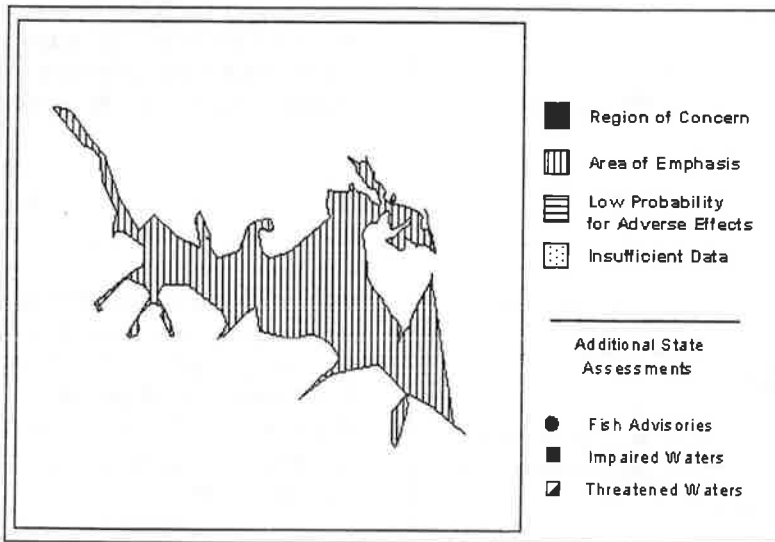 Region of Concern
Area of Emphasis
Low Probability
for Adverse Effects
Insufficient Data
Additional State
Assessments
Fish Advisories
Impaired Waters
Threatened Waters